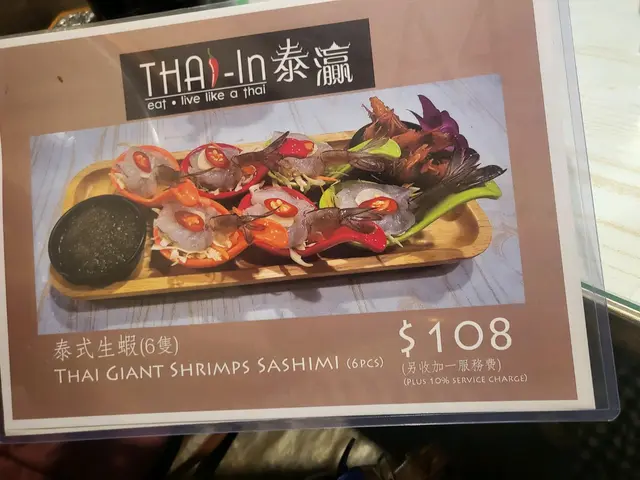 THAI-In 泰瀛
eat • live like a thai
泰式生蝦(6隻)
THAI GIANT SHRIMPS SASHIMI (6PCS)
$108
(另收加一服務費)
(PLUS 10% SERVICE CHARGE)